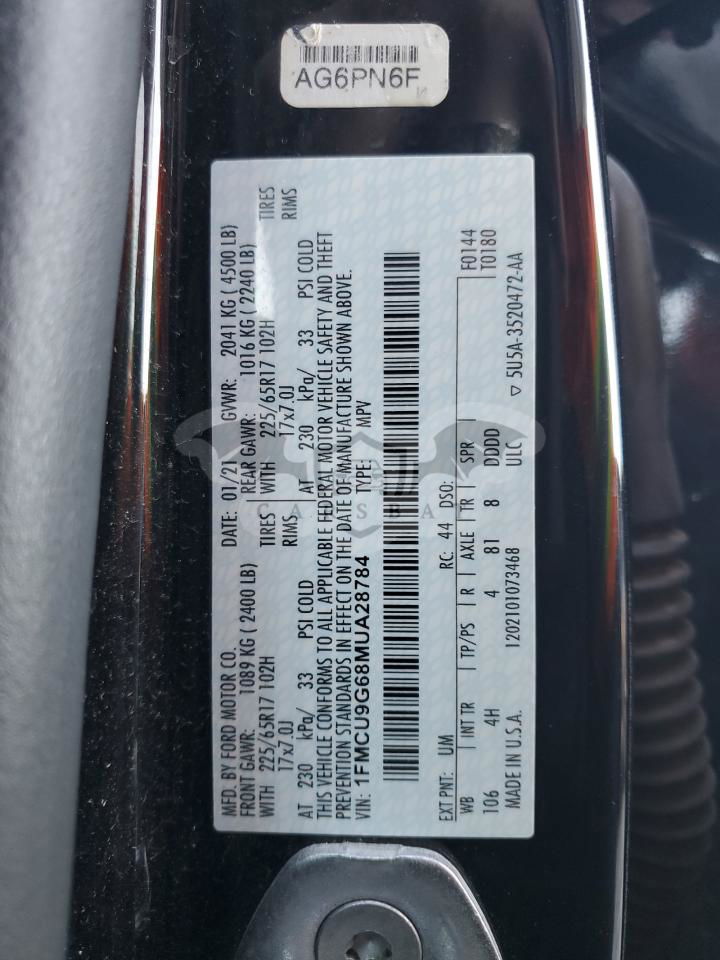 AG6PN6F
MFD. BY FORD MOTOR CO.
DATE: 01/21 GVWR: 2041 KG ( 4500 LB)
FRONT GAWR: 1089 KG ( 2400 LB) REAR GAWR: 1016 KG ( 2240 LB)
WITH 225/65R17 102H TIRES WITH 225/65R17 102H TIRES
17x7.0J RIMS 17x7.0J RIMS
AT 230 kPa/ 33 PSI COLD AT 230 kPa/ 33 PSI COLD
THIS VEHICLE CONFORMS TO ALL APPLICABLE FEDERAL MOTOR VEHICLE SAFETY AND THEFT
PREVENTION STANDARDS IN EFFECT ON THE DATE OF MANUFACTURE SHOWN ABOVE.
VIN: 1FMCU9G68MUA28784 TYPE: MPV
EXT PNT: UM RC: 44 DSO: F0144
T0180
WB INT TR TP/PS R AXLE TR SPR
106 4H 4 81 8 DDDD
MADE IN U.S.A. 1202101073468 ULC ▽ 5U5A-3520472-AA